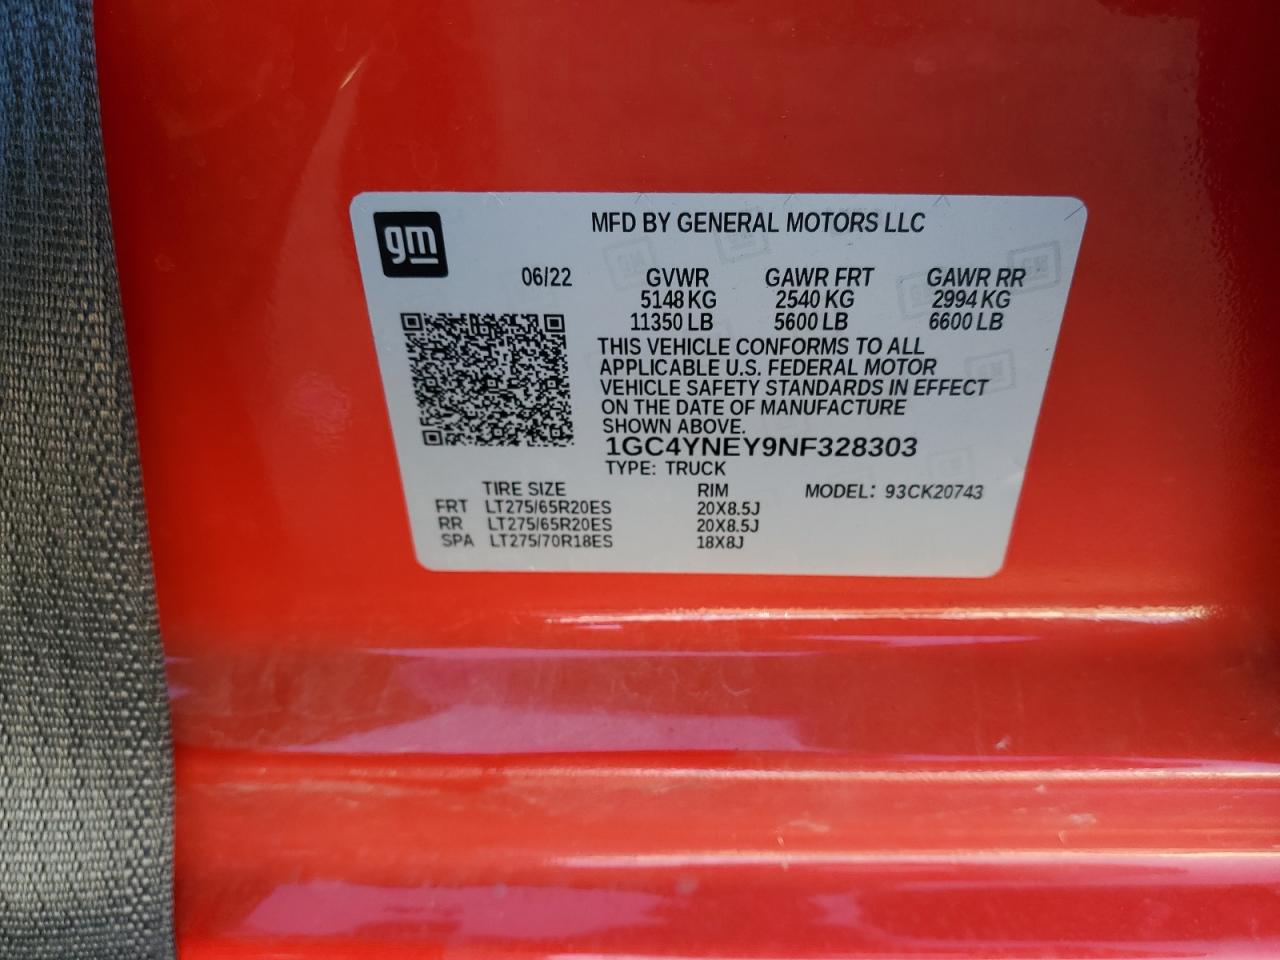 gm
MFD BY GENERAL MOTORS LLC
06/22 GVWR GAWR FRT GAWR RR
5148 KG 2540 KG 2994 KG
11350 LB 5600 LB 6600 LB
THIS VEHICLE CONFORMS TO ALL
APPLICABLE U.S. FEDERAL MOTOR
VEHICLE SAFETY STANDARDS IN EFFECT
ON THE DATE OF MANUFACTURE
SHOWN ABOVE.
1GC4YNEY9NF328303
TYPE: TRUCK
TIRE SIZE RIM MODEL: 93CK20743
FRT LT275/65R20ES 20X8.5J
RR LT275/65R20ES 20X8.5J
SPA LT275/70R18ES 18X8J